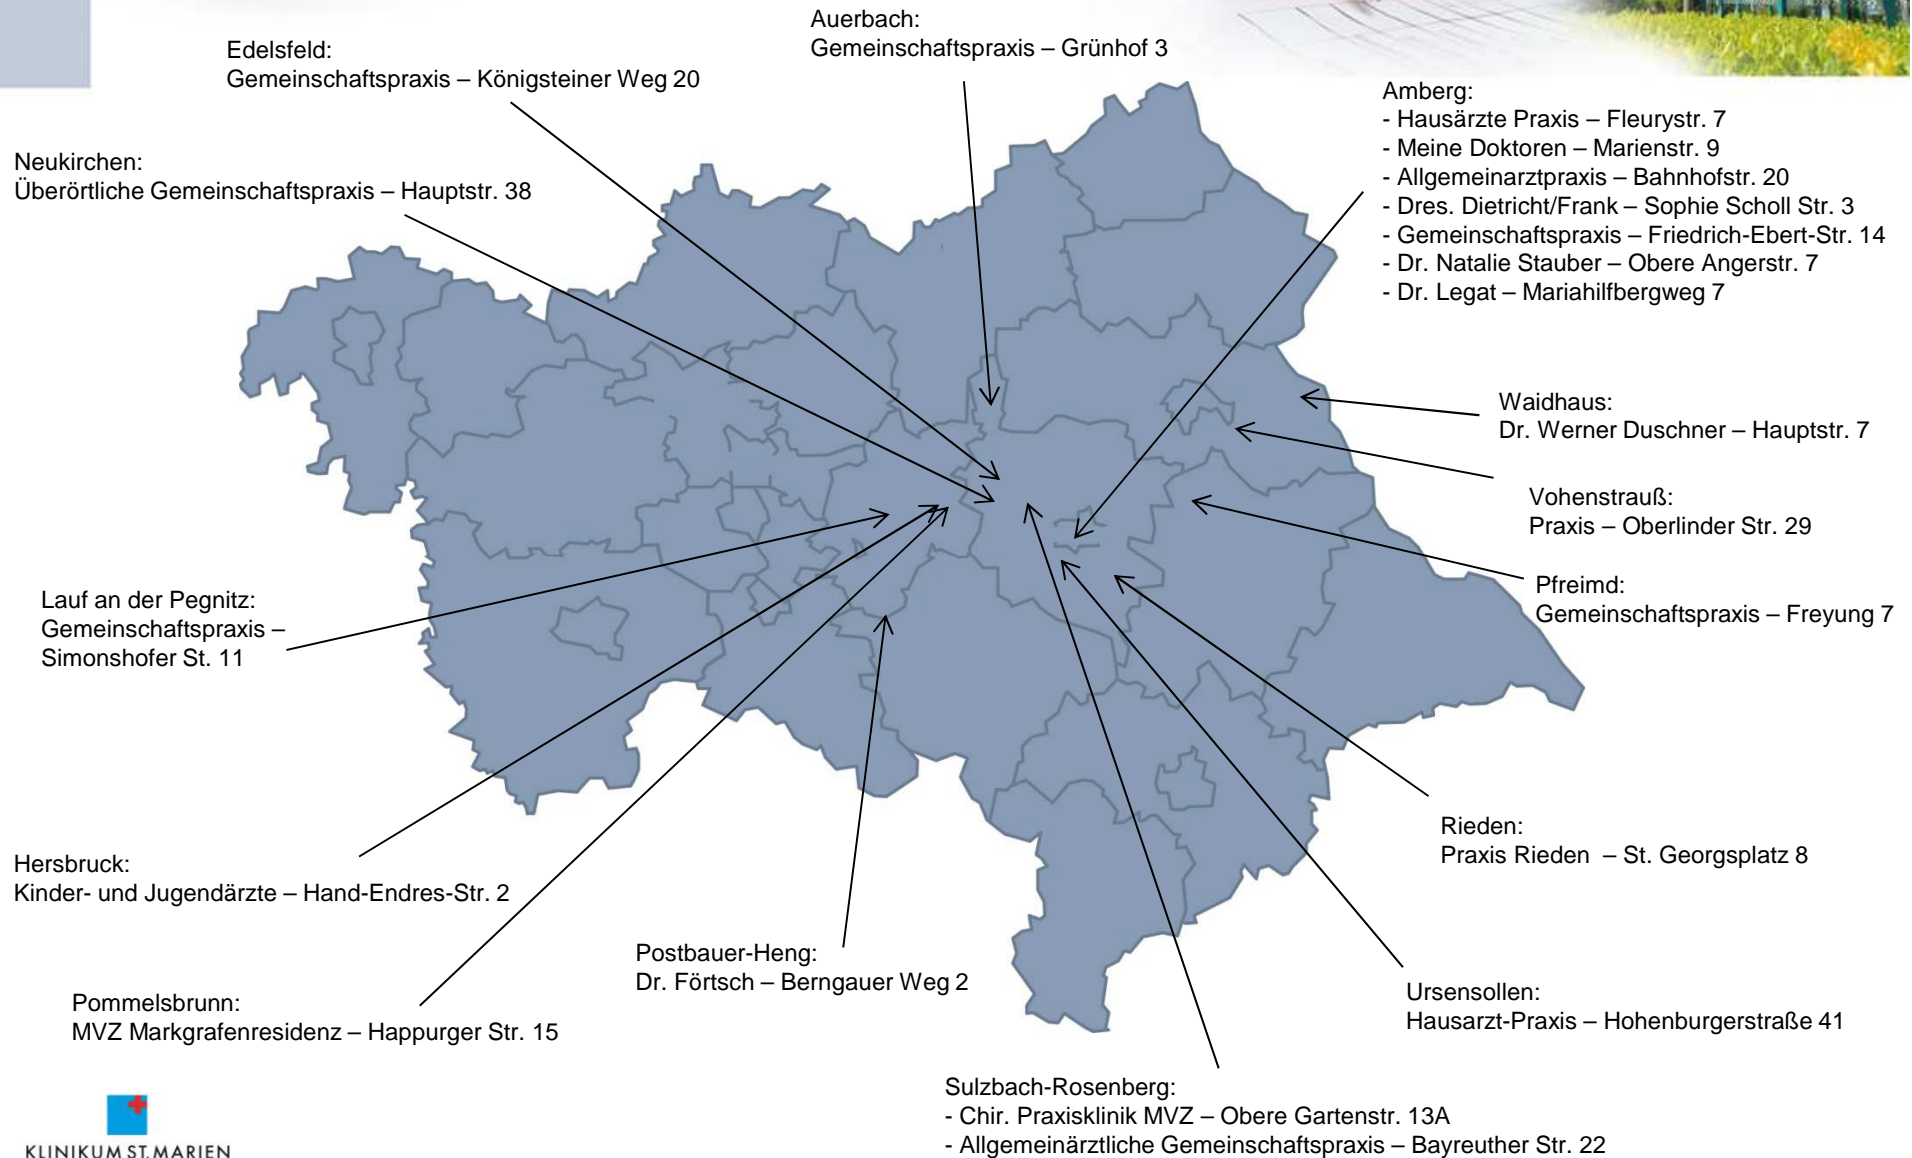 Auerbach:
Gemeinschaftspraxis – Grünhof 3
Edelsfeld:
Gemeinschaftspraxis – Königsteiner Weg 20
Neukirchen:
Überörtliche Gemeinschaftspraxis – Hauptstr. 38
Amberg:
- Hausärzte Praxis – Fleurystr. 7
- Meine Doktoren – Marienstr. 9
- Allgemeinarztpraxis – Bahnhofstr. 20
- Dres. Dietricht/Frank – Sophie Scholl Str. 3
- Gemeinschaftspraxis – Friedrich-Ebert-Str. 14
- Dr. Natalie Stauber – Obere Angerstr. 7
- Dr. Legat – Mariahilfbergweg 7
Waidhaus:
Dr. Werner Duschner – Hauptstr. 7
Vohenstrauß:
Praxis – Oberlinder Str. 29
Pfreimd:
Gemeinschaftspraxis – Freyung 7
Lauf an der Pegnitz:
Gemeinschaftspraxis –
Simonshofer St. 11
Rieden:
Praxis Rieden – St. Georgsplatz 8
Hersbruck:
Kinder- und Jugendärzte – Hand-Endres-Str. 2
Postbauer-Heng:
Dr. Förtsch – Berngauer Weg 2
Ursensollen:
Hausarzt-Praxis – Hohenburgerstraße 41
Pommelsbrunn:
MVZ Markgrafenresidenz – Happurger Str. 15
Sulzbach-Rosenberg:
- Chir. Praxisklinik MVZ – Obere Gartenstr. 13A
- Allgemeinärztliche Gemeinschaftspraxis – Bayreuther Str. 22
KLINIKUM ST. MARIEN